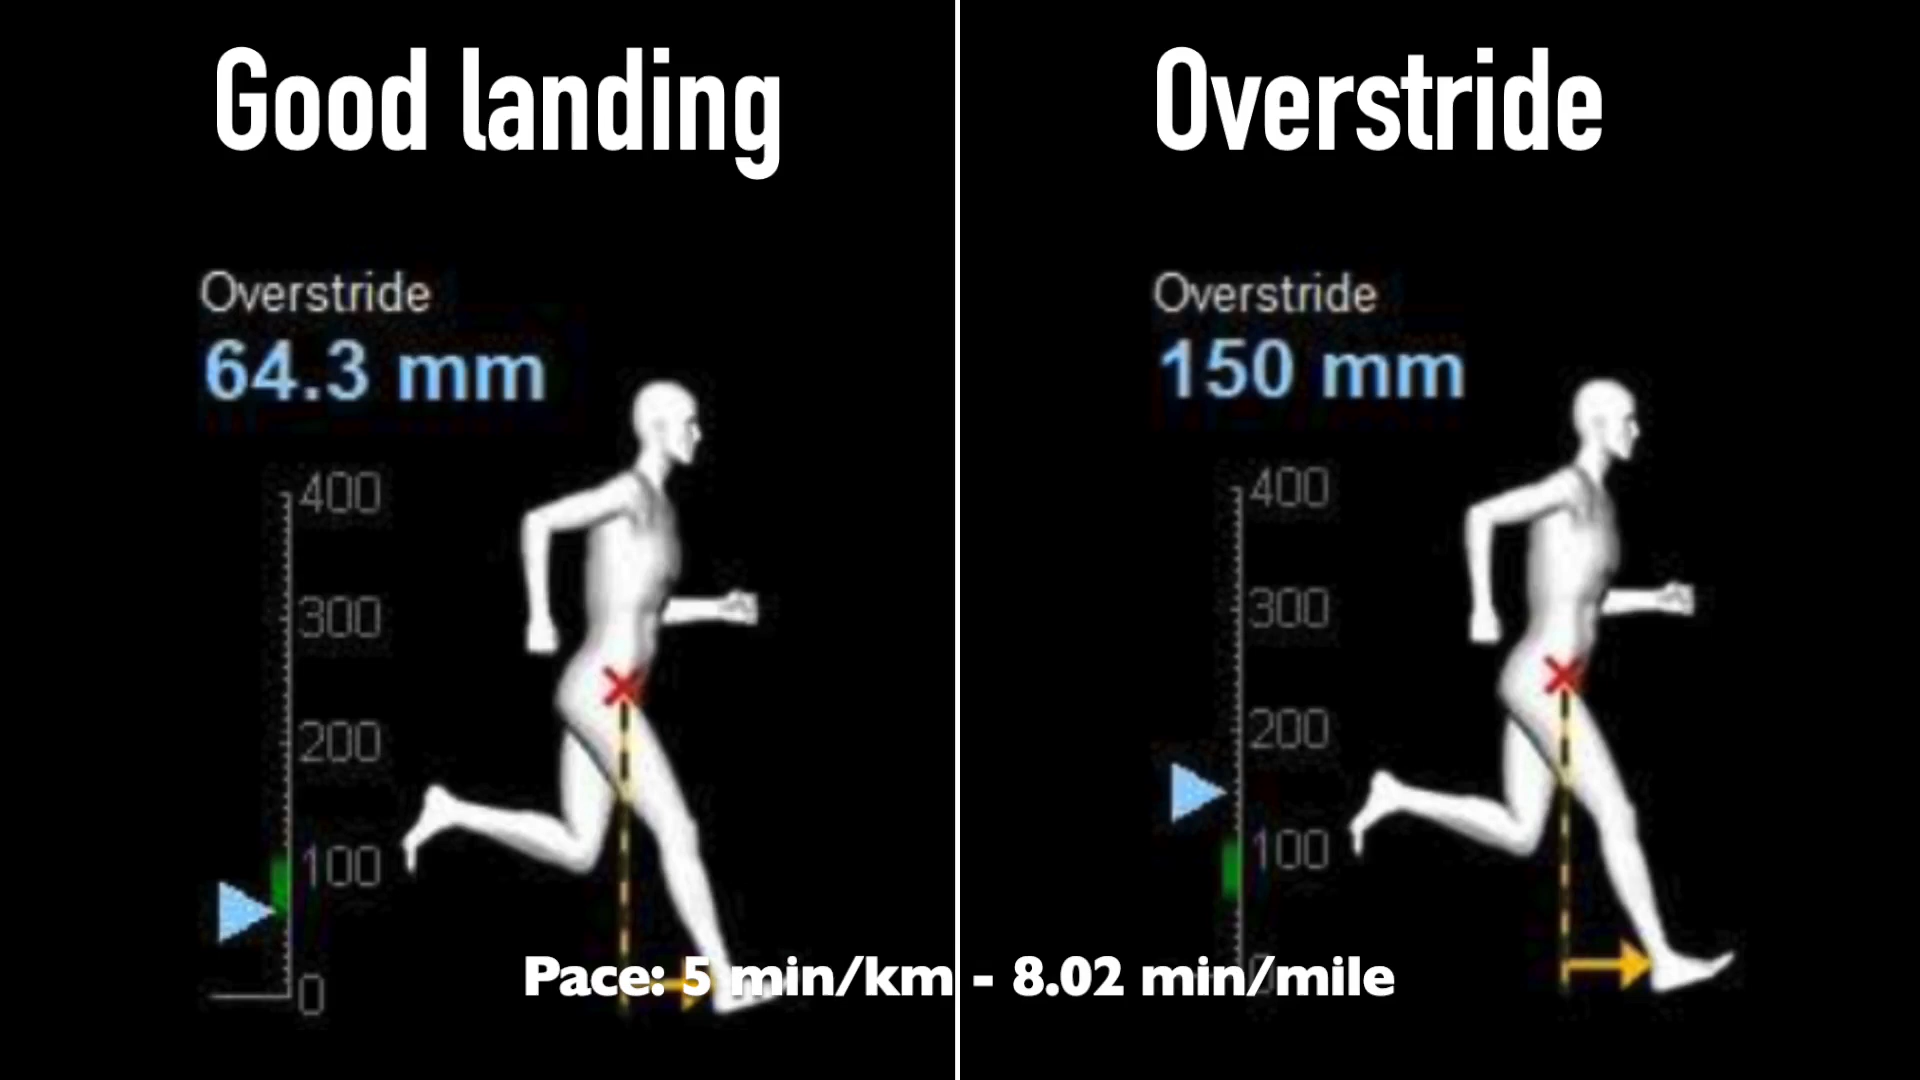 Good landing
Overstride
64.3 mm
400
300
200
100
0
Overstride
Overstride
150 mm
400
300
200
100
Pace: 5 min/km - 8.02 min/mile